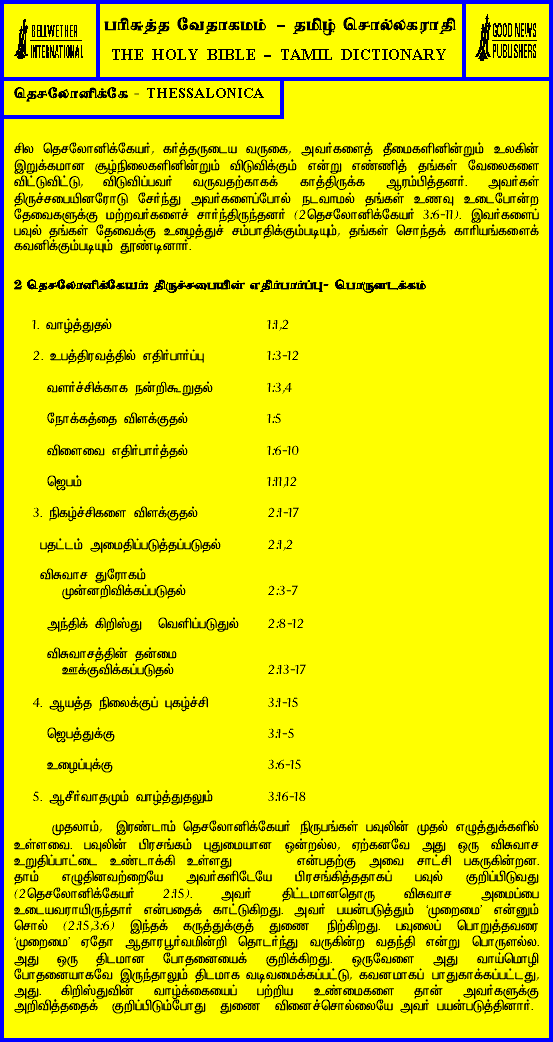 BELLWETHER
INTERNATIONAL
பரிசுத்த வேதாகமம் – தமிழ் சொல்லகராதி
THE HOLY BIBLE – TAMIL DICTIONARY
GOOD NEWS
PUBLISHERS
தெசலோனிக்கே - THESSALONICA
சில தெசலோனிக்கேயர், கர்த்தருடைய வருகை, அவர்களைத் தீமைகளினின்றும் உலகின்
இறுக்கமான சூழ்நிலைகளினின்றும் விடுவிக்கும் என்று எண்ணித் தங்கள் வேலைகளை
விட்டுவிட்டு, விடுவிப்பவர் வருவதற்காகக் காத்திருக்க ஆரம்பித்தனர். அவர்கள்
திருச்சபையினரோடு சேர்ந்து அவர்களைப்போல் நடவாமல் தங்கள் உணவு உடைபோன்ற
தேவைகளுக்கு மற்றவர்களைச் சார்ந்திருந்தனர் (2தெசலோனிக்கேயர் 3:6-11). இவர்களைப்
பவுல் தங்கள் தேவைக்கு உழைத்துச் சம்பாதிக்கும்படியும், தங்கள் சொந்தக் காரியங்களைக்
கவனிக்கும்படியும் தூண்டினார்.
2 தெசலோனிக்கேயர்: திருச்சபையின் எதிர்பார்ப்பு- பொருளடக்கம்
1. வாழ்த்துதல் 1:1,2
2. உபத்திரவத்தில் எதிர்பார்ப்பு 1:3-12
வளர்ச்சிக்காக நன்றிகூறுதல் 1:3,4
நோக்கத்தை விளக்குதல் 1:5
விளைவை எதிர்பார்த்தல் 1:6-10
ஜெபம் 1:11,12
3. நிகழ்ச்சிகளை விளக்குதல் 2:1-17
பதட்டம் அமைதிப்படுத்தப்படுதல் 2:1,2
விசுவாச துரோகம்
முன்னறிவிக்கப்படுதல் 2:3-7
அந்திக் கிறிஸ்து வெளிப்படுதுல் 2:8-12
விசுவாசத்தின் தன்மை
ஊக்குவிக்கப்படுதல் 2:13-17
4. ஆயத்த நிலைக்குப் புகழ்ச்சி 3:1-15
ஜெபத்துக்கு 3:1-5
உழைப்புக்கு 3:6-15
5. ஆசீர்வாதமும் வாழ்த்துதலும் 3:16-18
முதலாம், இரண்டாம் தெசலோனிக்கேயர் நிருபங்கள் பவுலின் முதல் எழுத்துக்களில்
உள்ளவை. பவுலின் பிரசங்கம் புதுமையான ஒன்றல்ல, ஏற்கனவே அது ஒரு விசுவாச
உறுதிப்பாட்டை உண்டாக்கி உள்ளது என்பதற்கு அவை சாட்சி பகருகின்றன.
தாம் எழுதினவற்றையே அவர்களிடேயே பிரசங்கித்ததாகப் பவுல் குறிப்பிடுவது
(2தெசலோனிக்கேயர் 2:15). அவர் திட்டமானதொரு விசுவாச அமைப்பை
உடையவராயிருந்தார் என்பதைக் காட்டுகிறது. அவர் பயன்படுத்தும் 'முறைமை' என்னும்
சொல் (2:15,3:6) இந்தக் கருத்துக்குத் துணை நிற்கிறது. பவுலைப் பொறுத்தவரை
'முறைமை' ஏதோ ஆதாரபூர்வமின்றி தொடர்ந்து வருகின்ற வதந்தி என்று பொருளல்ல.
அது ஒரு திடமான போதனையைக் குறிக்கிறது. ஒருவேளை அது வாய்மொழி
போதனையாகவே இருந்தாலும் திடமாக வடிவமைக்கப்பட்டு, கவனமாகப் பாதுகாக்கப்பட்டது,
அது. கிறிஸ்துவின் வாழ்க்கையைப் பற்றிய உண்மைகளை தான் அவர்களுக்கு
அறிவித்ததைக் குறிப்பிடும்போது துணை வினைச்சொல்லையே அவர் பயன்படுத்தினார்.